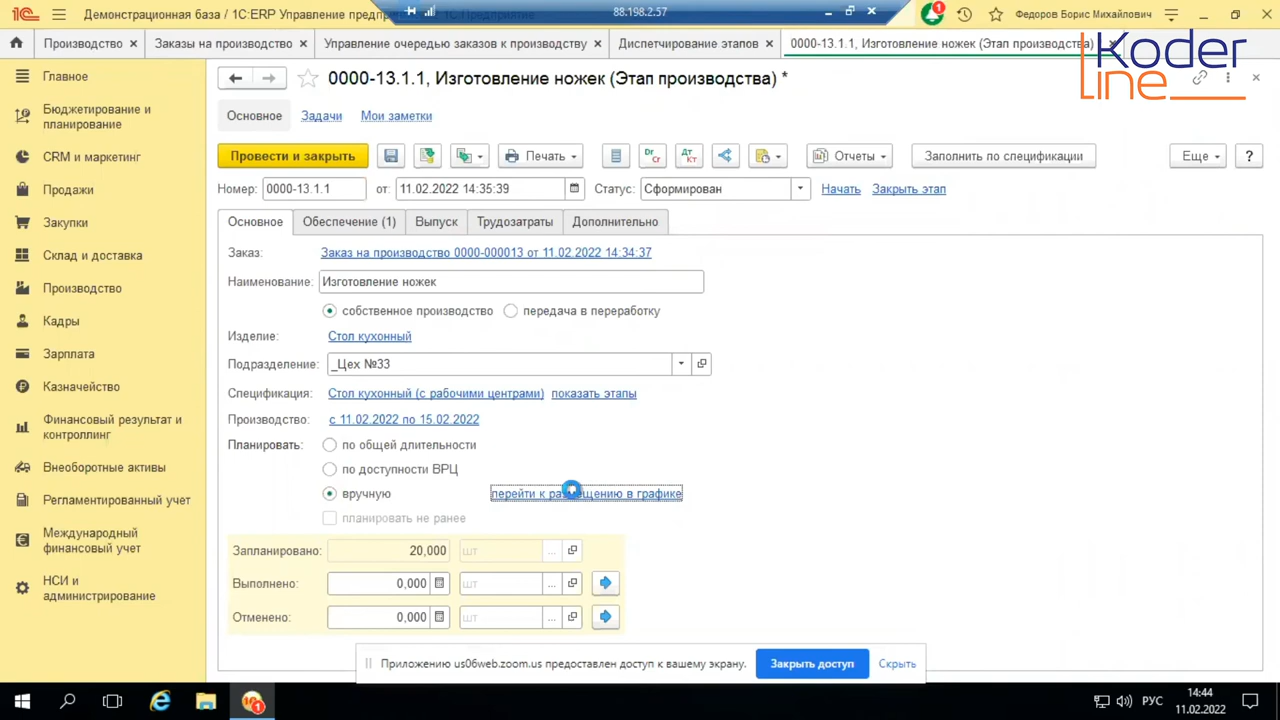 Демонстрационная база / 1С:ERP Управление предпр
88.198.2.57
Федоров Борис Михайлович
Производство
Заказы на производство
Управление очередью заказов к производству
Диспетчирование этапов
0000-13.1.1, Изготовление ножек (Этап производства)
Koder
line
Главное
Бюджетирование и
планирование
CRM и маркетинг
Продажи
Закупки
Склад и доставка
Производство
Кадры
Зарплата
Казначейство
Финансовый результат и
контроллинг
Внеоборотные активы
Регламентированный учет
Международный
финансовый учет
НСИ и
администрирование
0000-13.1.1, Изготовление ножек (Этап производства) *
Основное Задачи Мои заметки
Провести и закрыть Печать Отчеты Заполнить по спецификации Еще ?
Номер: 0000-13.1.1 от: 11.02.2022 14:35:39 Статус: Сформирован Начать Закрыть этап
Основное Обеспечение (1) Выпуск Трудозатраты Дополнительно
Заказ: Заказ на производство 0000-000013 от 11.02.2022 14:34:37
Наименование: Изготовление ножек
собственное производство передача в переработку
Изделие: Стол кухонный
Подразделение: _Цех №33
Спецификация: Стол кухонный (с рабочими центрами) показать этапы
Производство: с 11.02.2022 по 15.02.2022
Планировать: по общей длительности
по доступности ВРЦ
вручную перейти к размещению в графике
планировать не ранее
Запланировано: 20,000 шт
Выполнено: 0,000 шт
Отменено: 0,000 шт
Приложению us06web.zoom.us предоставлен доступ к вашему экрану. Закрыть доступ Скрыть
РУС
14:44
11.02.2022